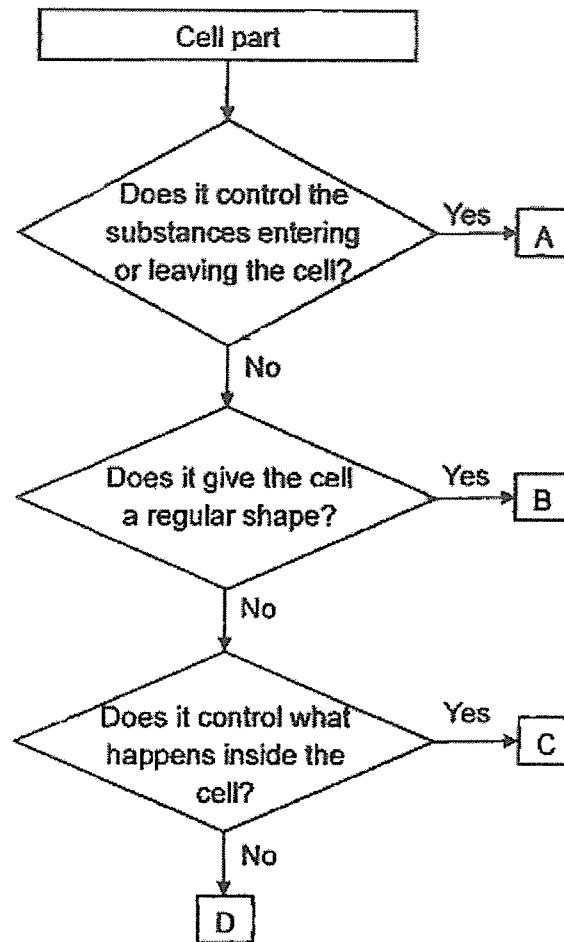 Cell part
Does it control the
substances entering
or leaving the cell?
Yes
A
No
Does it give the cell
a regular shape?
Yes
B
No
Does it control what
happens inside the
cell?
Yes
C
No
D